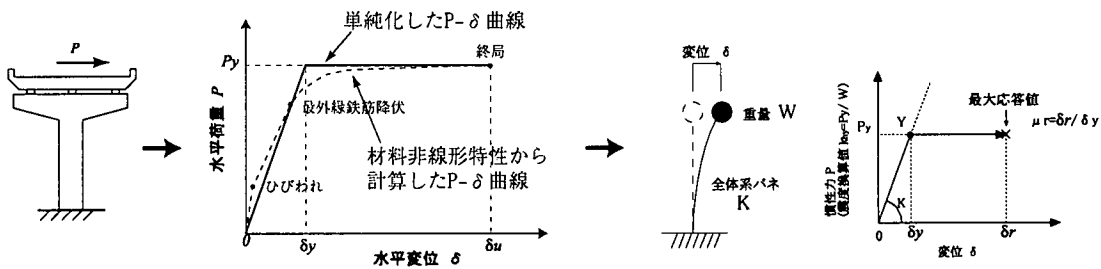 P
単純化したP-δ曲線
終局
Py
最外縁鉄筋降伏
水平荷重 P
材料非線形特性から
計算したP-δ曲線
ひびわれ
0
δy
δu
水平変位 δ
変位 δ
重量 W
全体系バネ
K
最大応答値
μr=δr/δy
Py
Y
慣性力 P
(震度換算値 khy=Py/W)
K
0
δy
δr
変位 δ